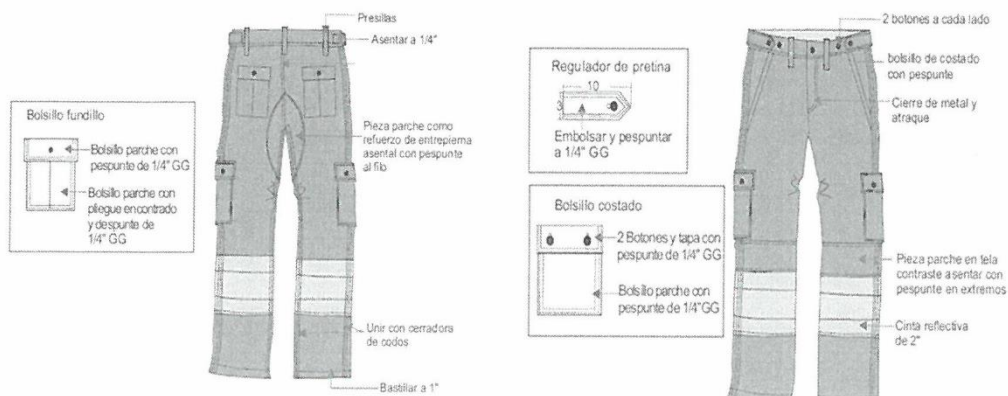 Presillas
Asentar a 1/4"
Bolsillo fundillo
Bolsillo parche con
pespunte de 1/4" GG
Bolsillo parche con
pliegue encontrado
y despunte de
1/4" GG
Pieza parche como
refuerzo de entrepierna
asental con pespunte
al filo
Unir con cerradora
de codos
Bastillar a 1"
2 botones a cada lado
bolsillo de costado
con pespunte
Cierre de metal y
atraque
Regulador de pretina
10
3
Embolsar y pespuntar
a 1/4" GG
Bolsillo costado
2 Botones y tapa con
pespunte de 1/4" GG
Bolsillo parche con
pespunte de 1/4" GG
Pieza parche en tela
contraste asentar con
pespunte en extremos
Cinta reflectiva
de 2"